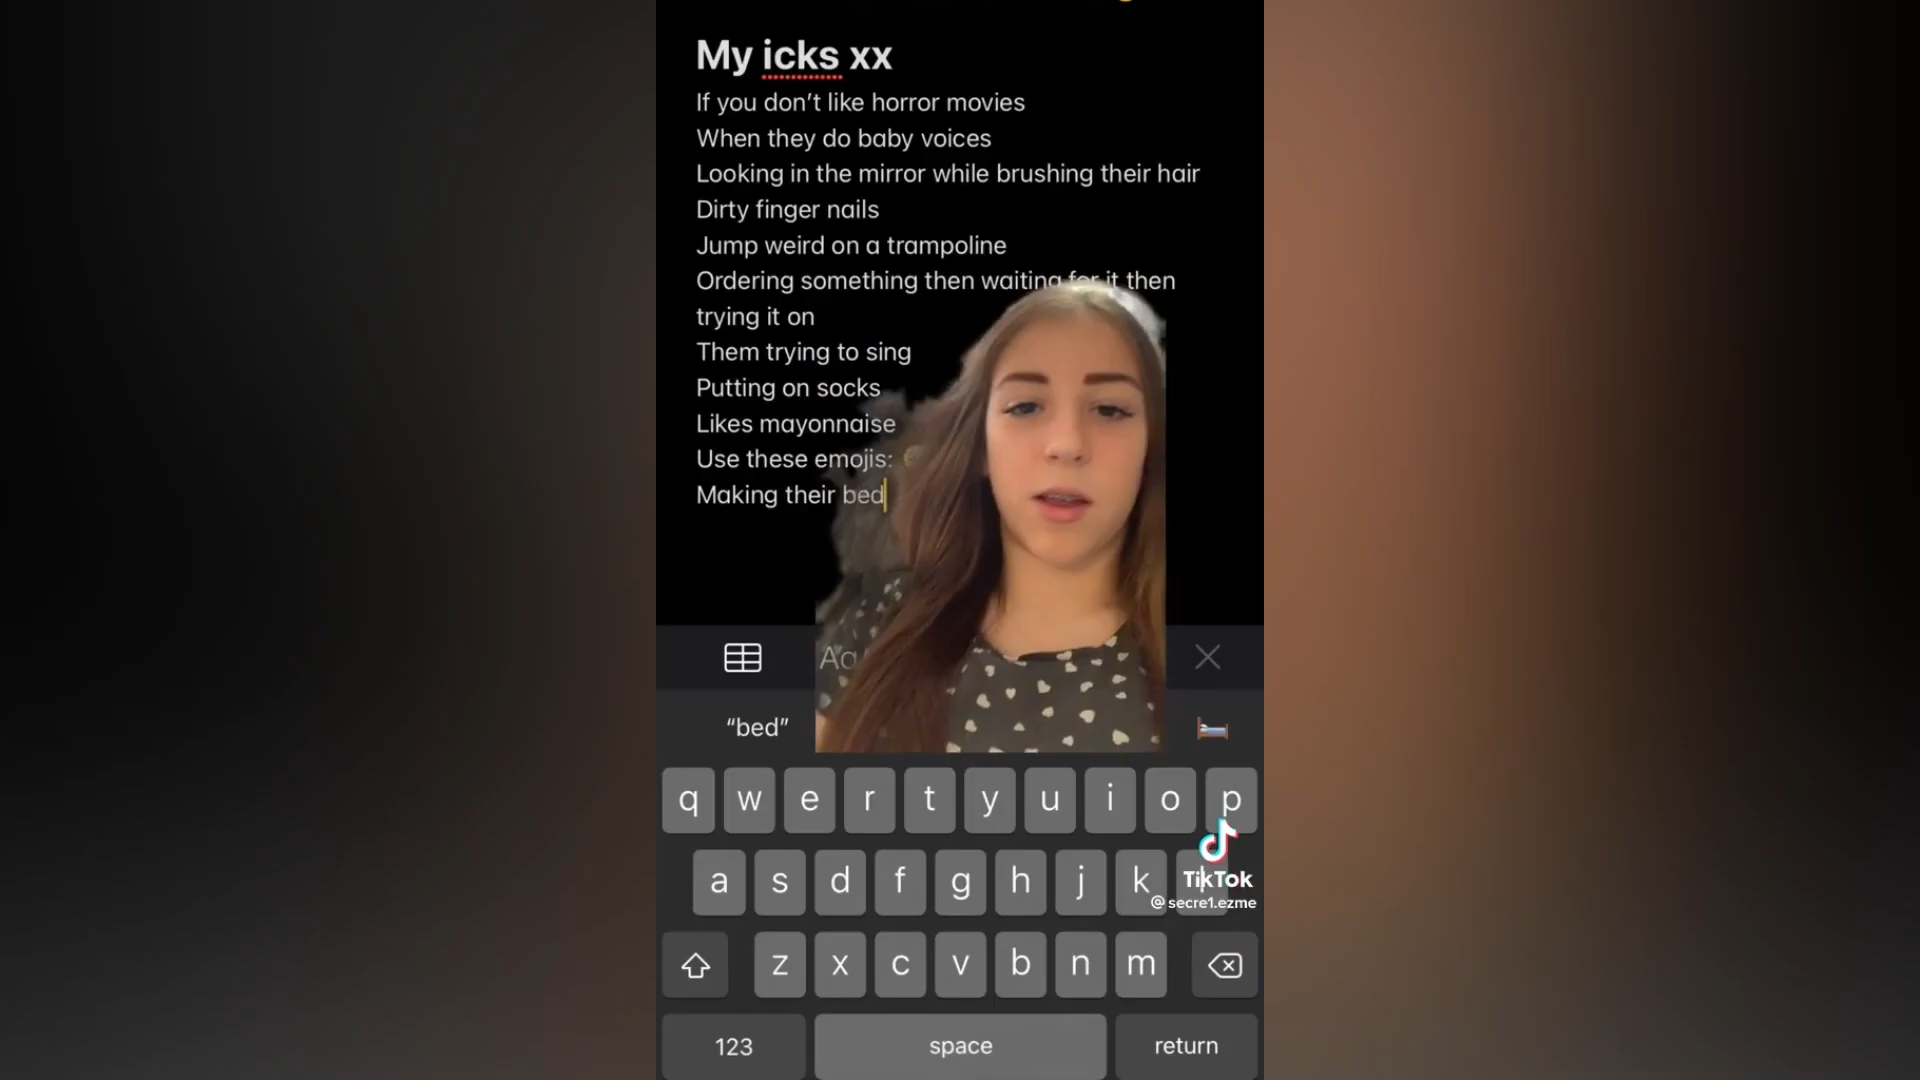 My icks xx
If you don’t like horror movies
When they do baby voices
Looking in the mirror while brushing their hair
Dirty finger nails
Jump weird on a trampoline
Ordering something then waiting for it then
trying it on
Them trying to sing
Putting on socks
Likes mayonnaise
Use these emojis:
Making their bed
Aa
“bed”
q w e r t y u i o p
a s d f g h j k
TikTok
@secre1.ezme
z x c v b n m
123 space return